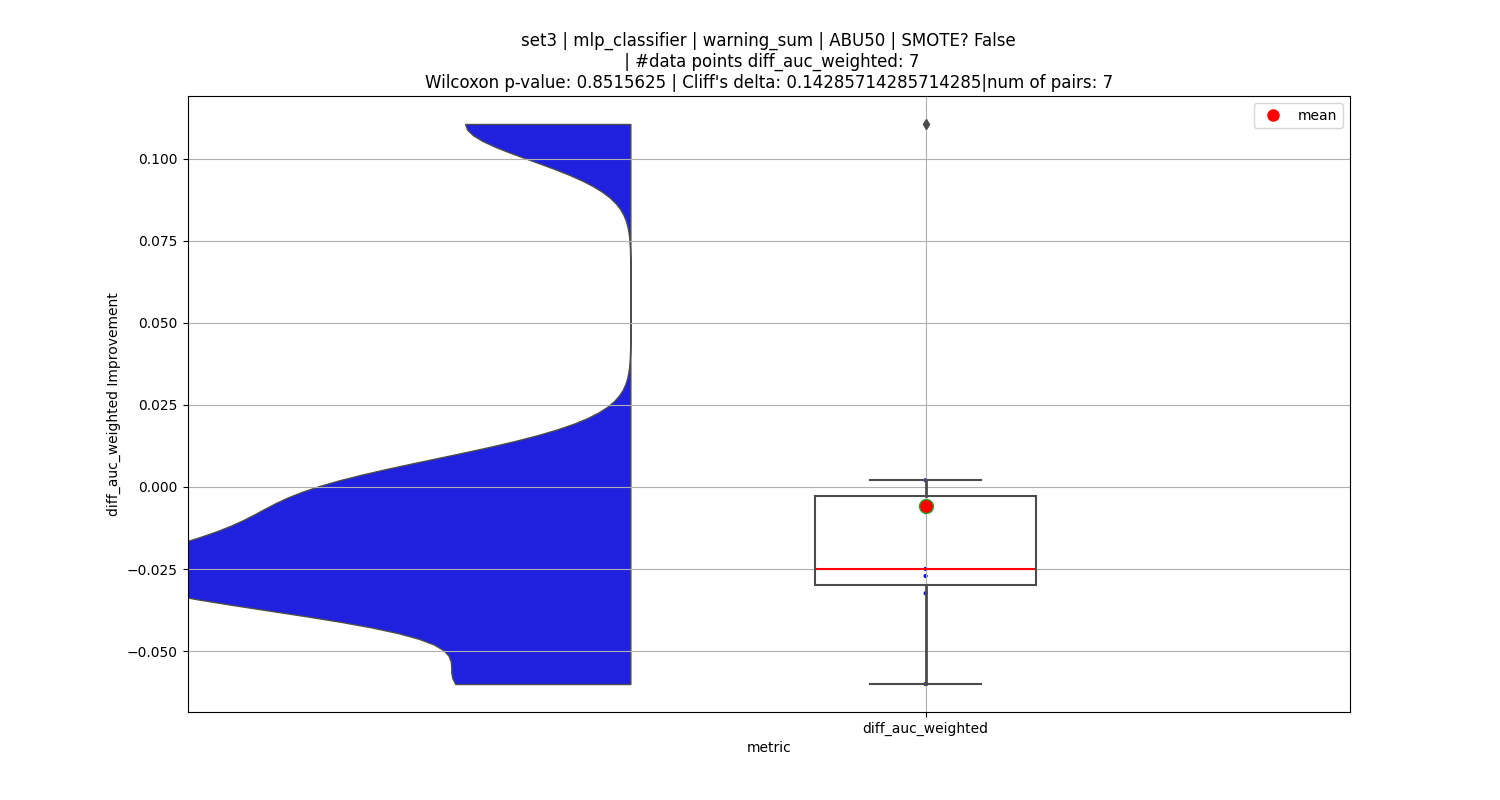 set3 | mlp_classifier | warning_sum | ABU50 | SMOTE? False
| #data points diff_auc_weighted: 7
Wilcoxon p-value: 0.8515625 | Cliff's delta: 0.14285714285714285|num of pairs: 7
mean
0.100
0.075
0.050
0.025
0.000
−0.025
−0.050
diff_auc_weighted Improvement
diff_auc_weighted
metric